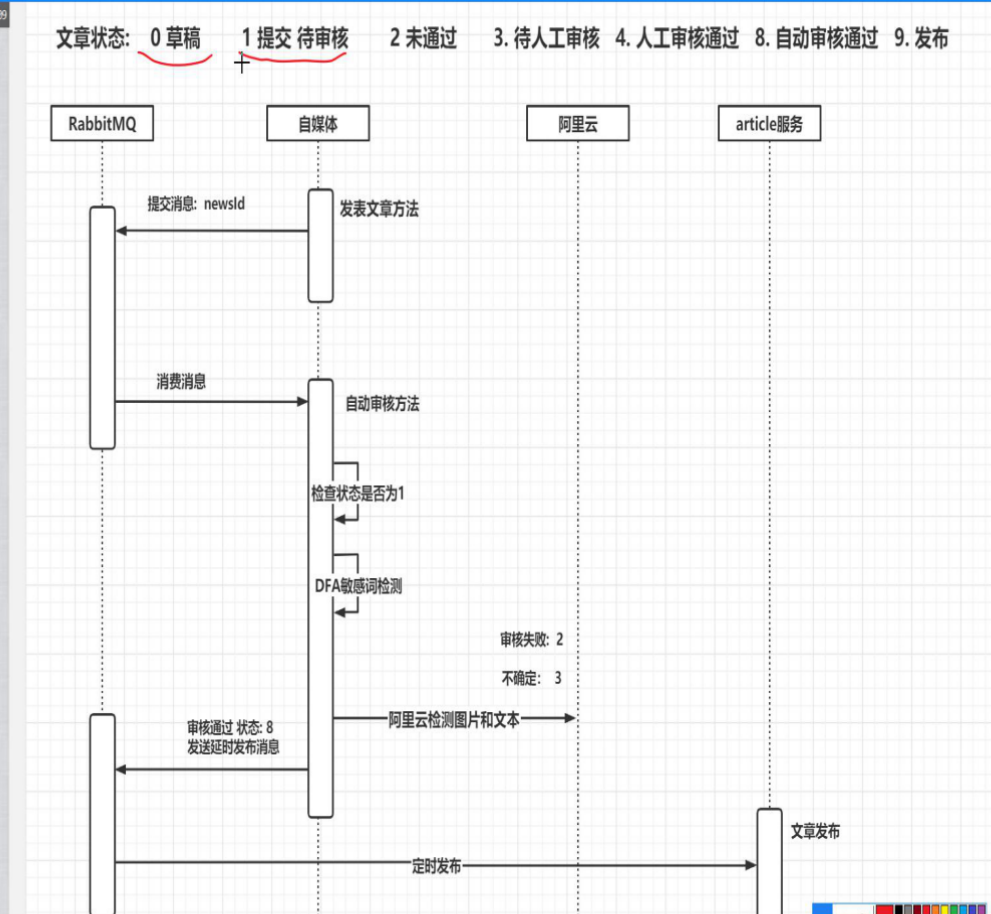 文章状态: 0 草稿 1 提交 待审核 2 未通过 3. 待人工审核 4. 人工审核通过 8. 自动审核通过 9. 发布
RabbitMQ 自媒体 阿里云 article服务
提交消息: newsId
发表文章方法
消费消息
自动审核方法
检查状态是否为1
DFA敏感词检测
审核失败: 2
不确定: 3
阿里云检测图片和文本
审核通过 状态: 8
发送延时发布消息
文章发布
定时发布